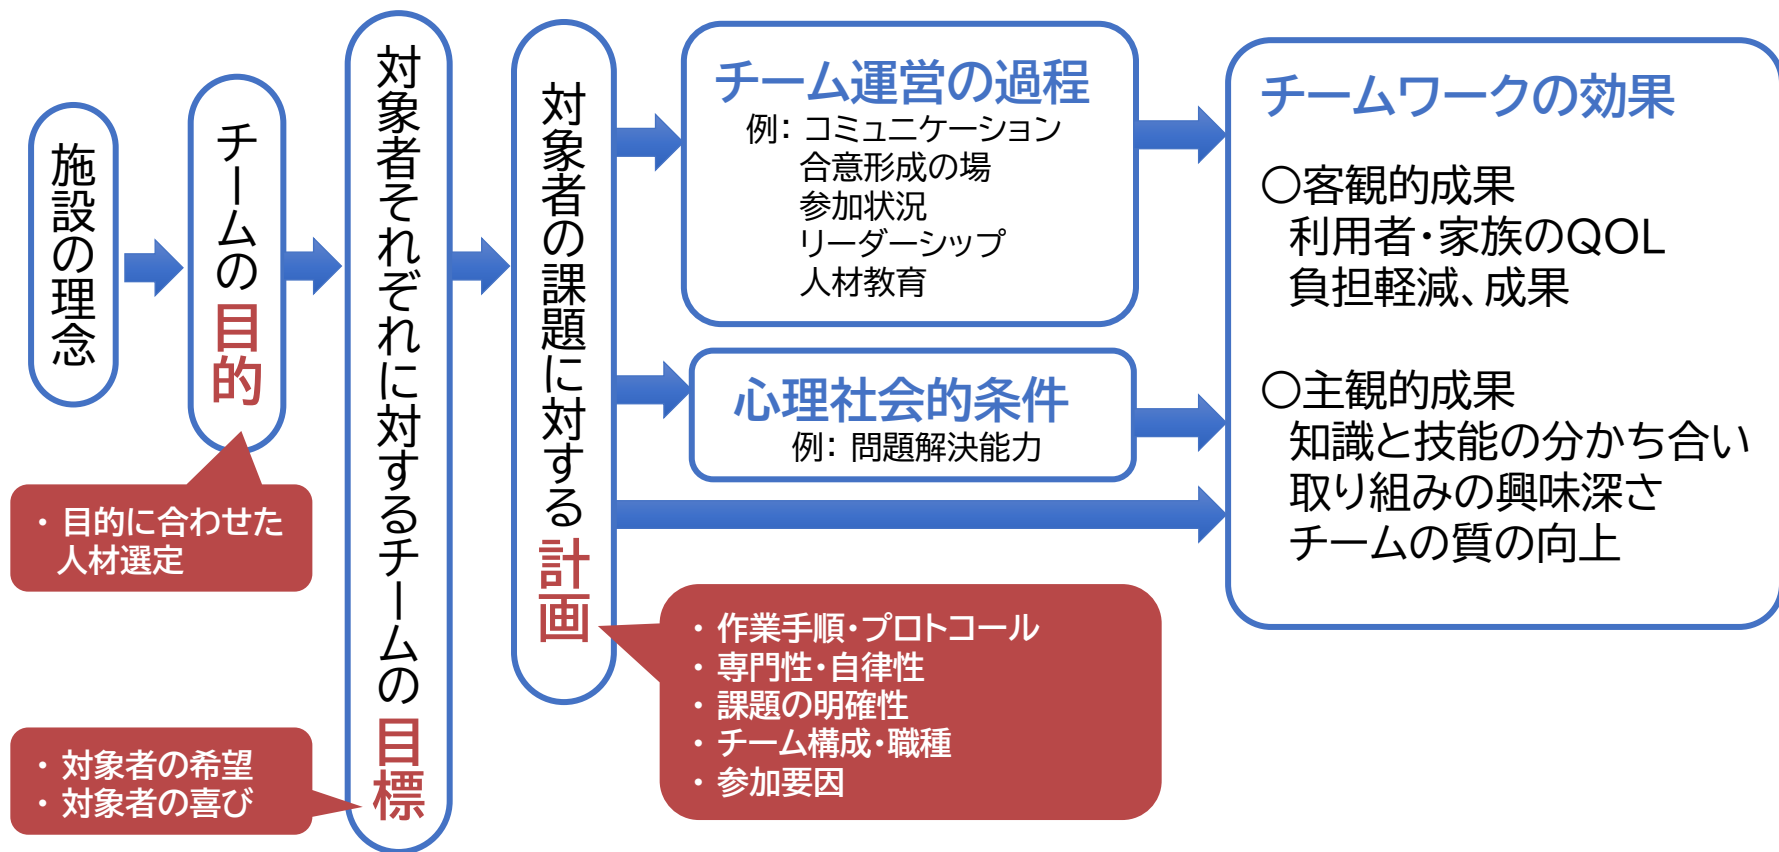 施設の理念
チームの目的
・目的に合わせた
人材選定
対象者それぞれに対するチームの目標
・対象者の希望
・対象者の喜び
対象者の課題に対する計画
・作業手順・プロトコール
・専門性・自律性
・課題の明確性
・チーム構成・職種
・参加要因
チーム運営の過程
例：コミュニケーション
合意形成の場
参加状況
リーダーシップ
人材教育
心理社会的条件
例：問題解決能力
チームワークの効果
○客観的成果
利用者・家族のQOL
負担軽減、成果
○主観的成果
知識と技能の分かち合い
取り組みの興味深さ
チームの質の向上